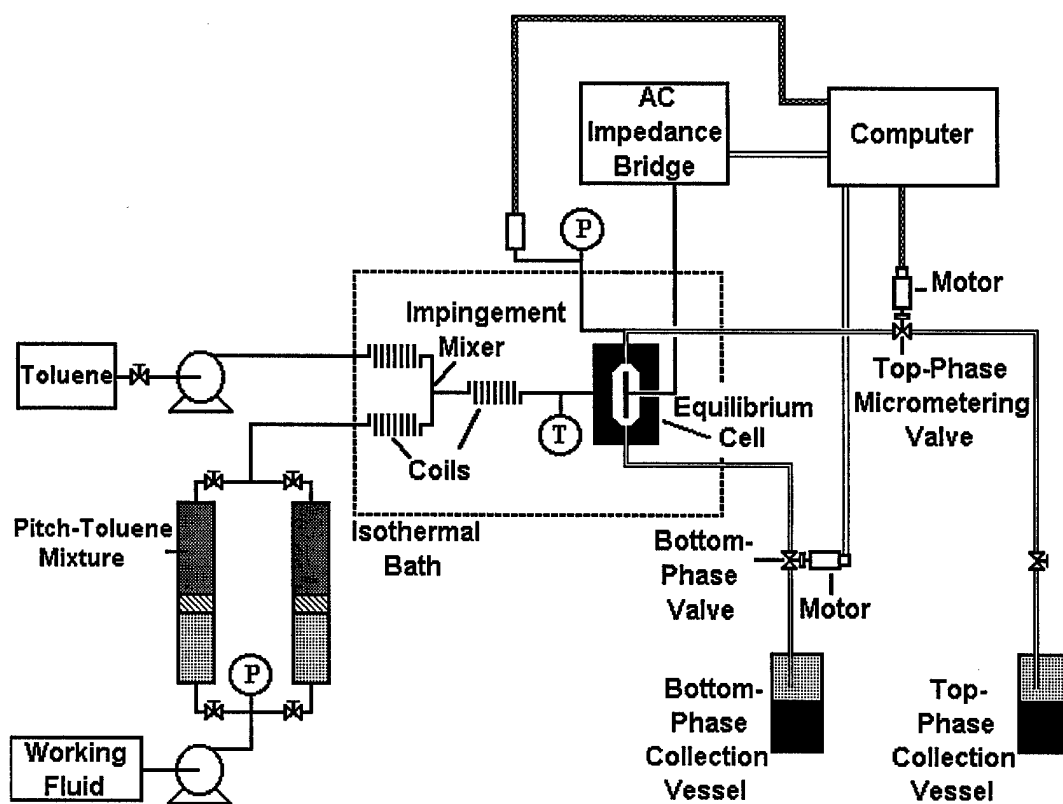 AC
Impedance
Bridge
Computer
P
Motor
Impingement
Mixer
Toluene
Top-Phase
Micrometering
Valve
T
Equilibrium
Cell
Coils
Pitch-Toluene
Mixture
Isothermal
Bath
Bottom-
Phase
Valve
Motor
P
Bottom-
Phase
Collection
Vessel
Top-
Phase
Collection
Vessel
Working
Fluid